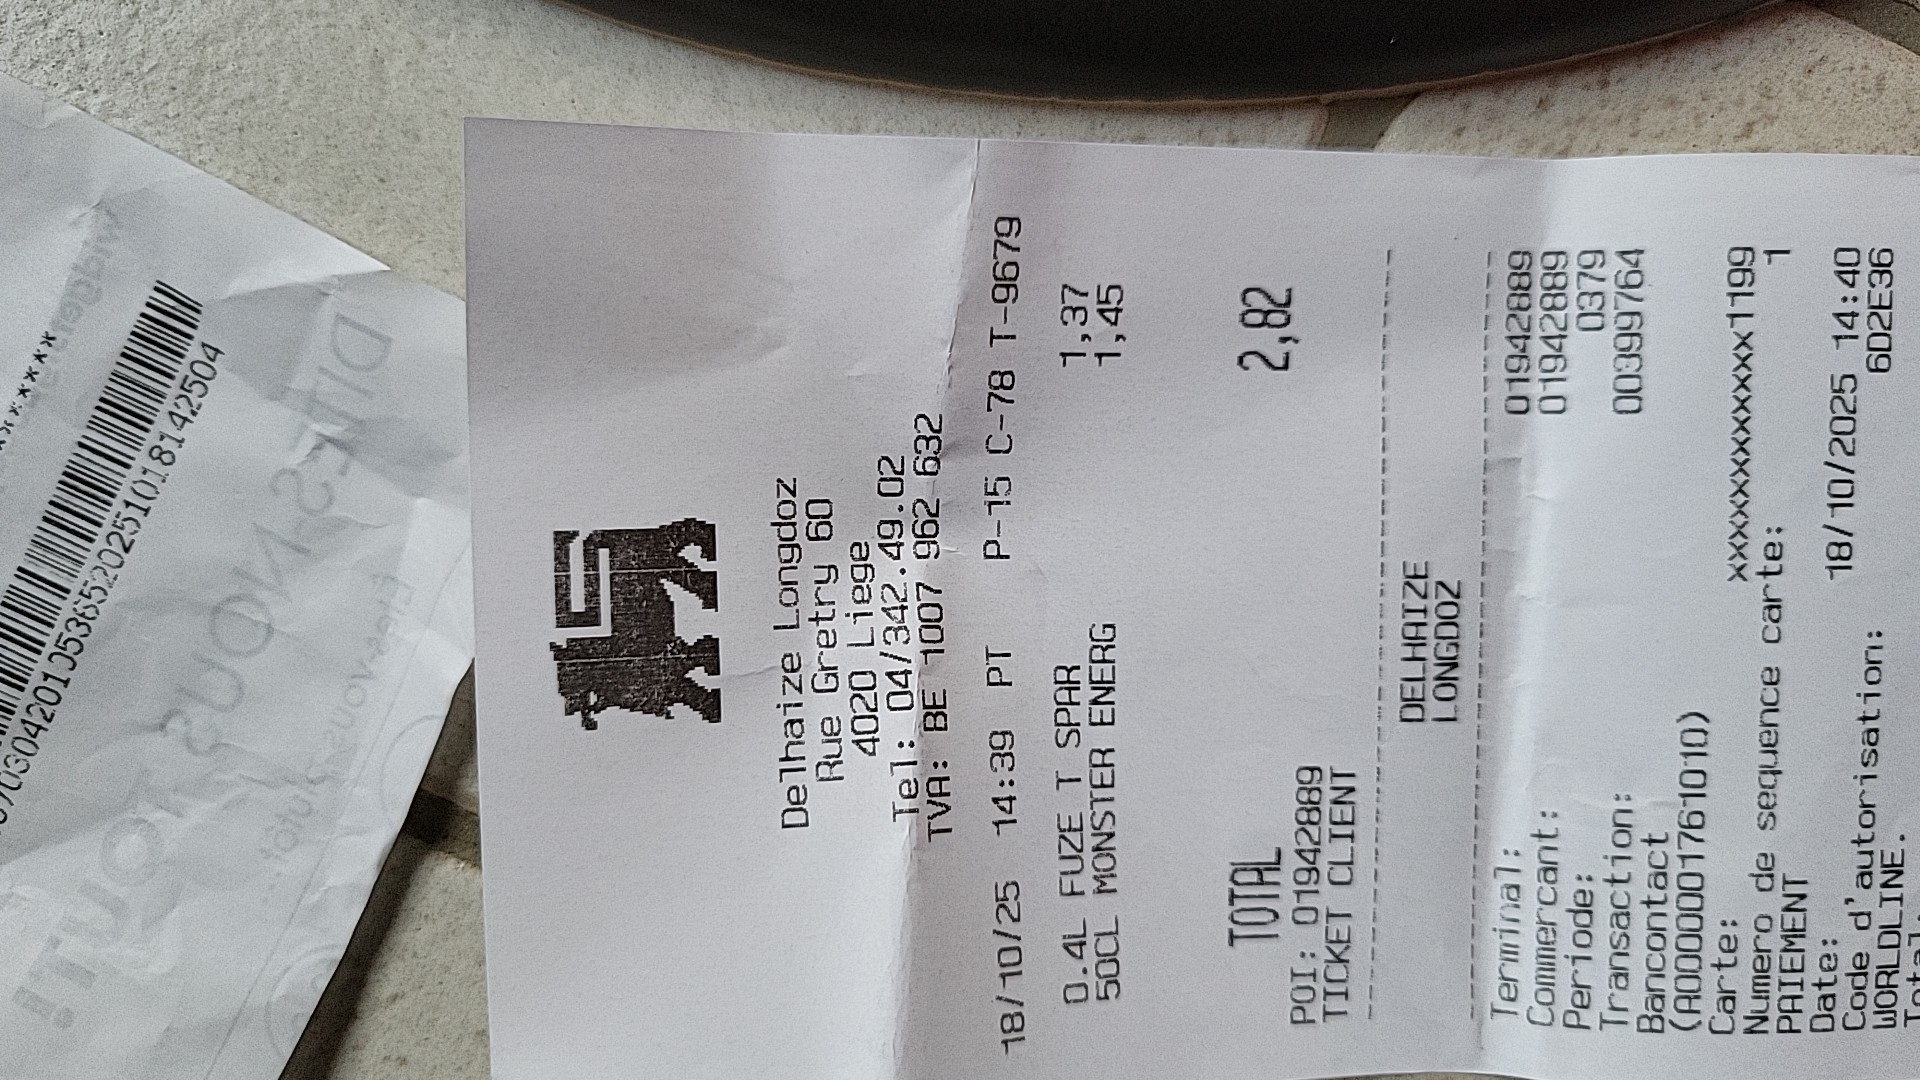 Delhaize Longdoz
Rue Gretry 60
4020 Liege
Tel: 04/342.49.02
TVA: BE 1007 962 632
18/10/25 14:39 PT P-15 C-78 T-9679
0.4L FUZE T SPAR 1,37
50CL MONSTER ENERG 1,45
TOTAL 2,82
POI: 01942889
TICKET CLIENT
DELHAIZE
LONGDOZ
Terminal: 01942889
Commercant: 01942889
Periode: 0379
Transaction: 00399764
Bancontact
(A0000001761010)
Carte: xxxxxxxxxxxxx1199
Numero de sequence carte: 1
PAIEMENT
Date: 18/10/2025 14:40
Code d'autorisation: 6D2E36
WORLDLINE.
DITES-NOUS TOUT!